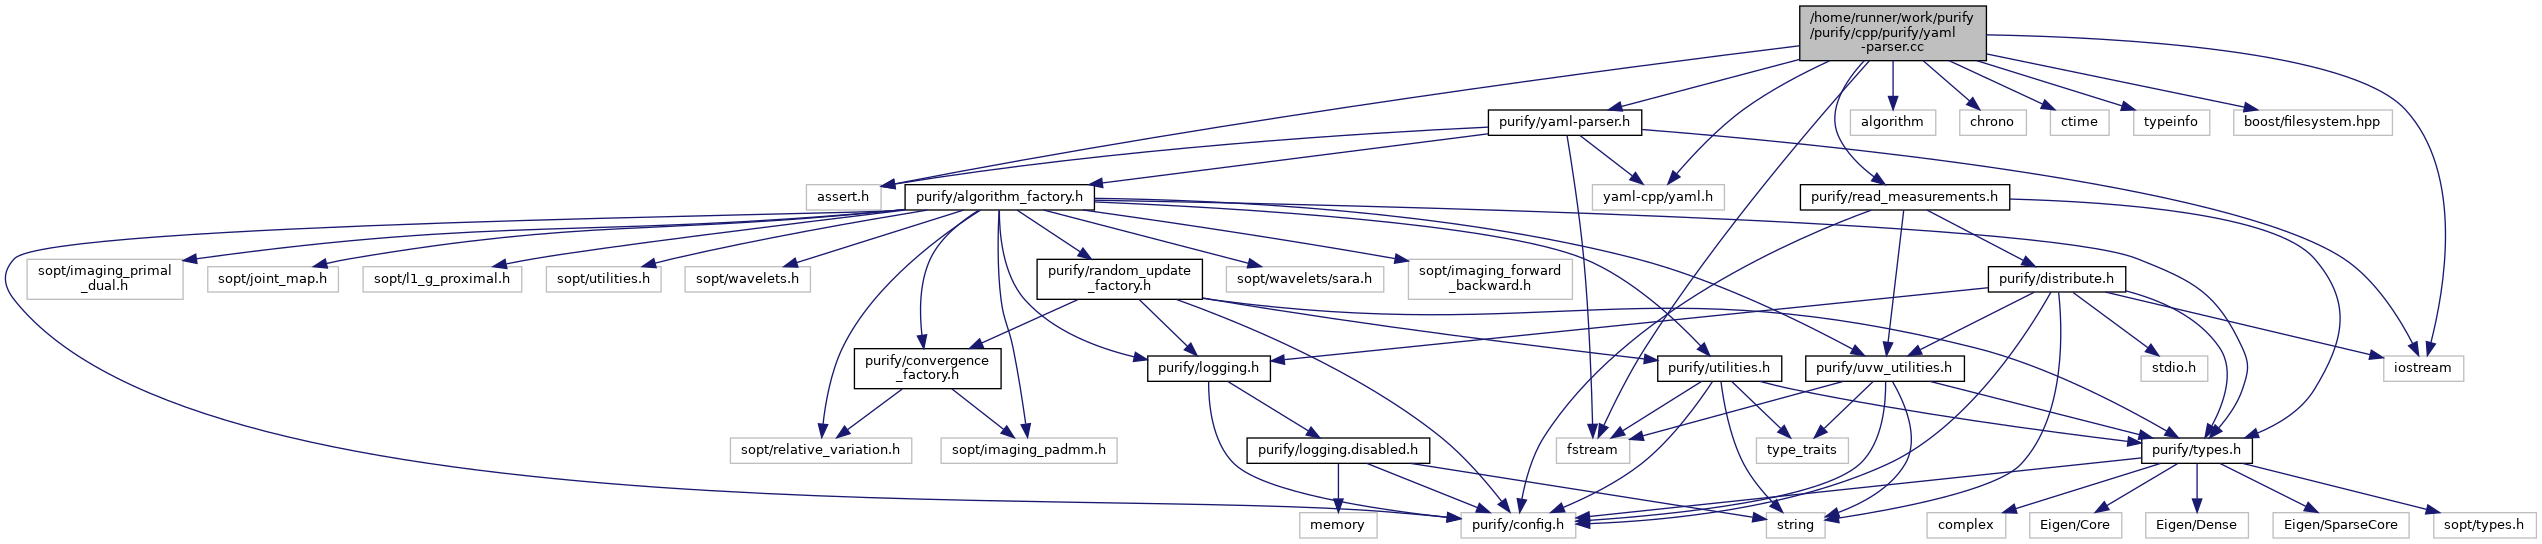 /home/runner/work/purify
/purify/cpp/purify/yaml
-parser.cc
purify/yaml-parser.h
algorithm
chrono
ctime
typeinfo
boost/filesystem.hpp
assert.h
purify/algorithm_factory.h
yaml-cpp/yaml.h
purify/read_measurements.h
sopt/imaging_primal
_dual.h
sopt/joint_map.h
sopt/l1_g_proximal.h
sopt/utilities.h
sopt/wavelets.h
purify/random_update
_factory.h
sopt/wavelets/sara.h
sopt/imaging_forward
_backward.h
purify/distribute.h
purify/convergence
_factory.h
purify/logging.h
purify/utilities.h
purify/uvw_utilities.h
stdio.h
iostream
sopt/relative_variation.h
sopt/imaging_padmm.h
purify/logging.disabled.h
fstream
type_traits
purify/types.h
memory
purify/config.h
string
complex
Eigen/Core
Eigen/Dense
Eigen/SparseCore
sopt/types.h